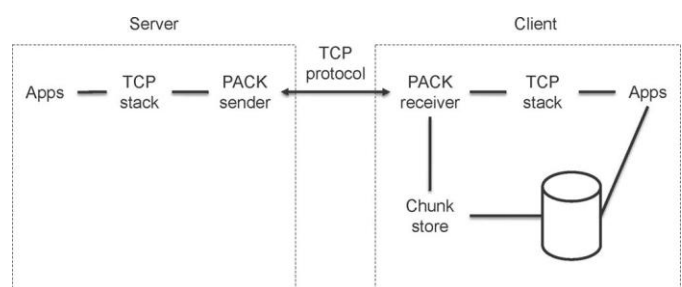 Server
Client
TCP
protocol
Apps
TCP
stack
PACK
sender
PACK
receiver
TCP
stack
Apps
Chunk
store